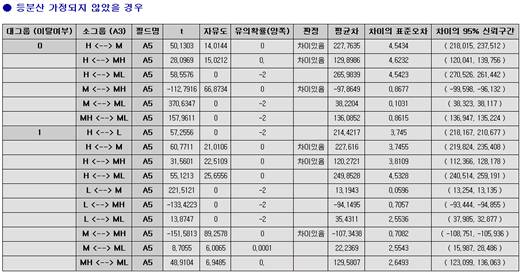 ● 등분산 가정되지 않았을 경우
대그룹 (이탈여부) 소그룹 (A3) 필드명 t 자유도 유의확률(양쪽) 판정 평균차 차이의 표준오차 차이의 95% 신뢰구간
0 H <--> M A5 50,1303 14,0144 0 차이있음 227,7635 4,5434 ( 218,015, 237,512 )
H <--> MH A5 28,0969 15,0212 0, 차이있음 129,8986 4,6232 ( 120,041, 139,756 )
H <--> ML A5 58,5576 0 -2 265,9839 4,5423 ( 270,526, 261,442 )
M <--> MH A5 -112,7916 66,8734 0 차이있음 -97,8649 0,8677 ( -99,598, -96,132 )
M <--> ML A5 370,6347 0 -2 38,2204 0,1031 ( 38,323, 38,117 )
MH <--> ML A5 157,9611 0 -2 136,0852 0,8615 ( 136,947, 135,224 )
1 H <--> L A5 57,2556 0 -2 214,4217 3,745 ( 218,167, 210,677 )
H <--> M A5 60,7711 21,0106 0 차이있음 227,616 3,7455 ( 219,824, 235,408 )
H <--> MH A5 31,5601 22,5109 0 차이있음 120,2721 3,8109 ( 112,366, 128,178 )
H <--> ML A5 55,1213 25,6556 0 249,8528 4,5328 ( 240,514, 259,191 )
L <--> M A5 221,5121 0 -2 13,1943 0,0596 ( 13,254, 13,135 )
L <--> MH A5 -133,4223 0 -2 -94,1495 0,7057 ( -93,444, -94,855 )
L <--> ML A5 13,8747 0 -2 35,4311 2,5536 ( 37,985, 32,877 )
M <--> MH A5 -151,5813 89,2578 0 차이있음 -107,3438 0,7082 ( -108,751, -105,936 )
M <--> ML A5 8,7055 6,0065 0,0001 22,2369 2,5543 ( 15,987, 28,486 )
MH <--> ML A5 48,9104 6,9485 0, 129,5807 2,6493 ( 123,099, 136,063 )